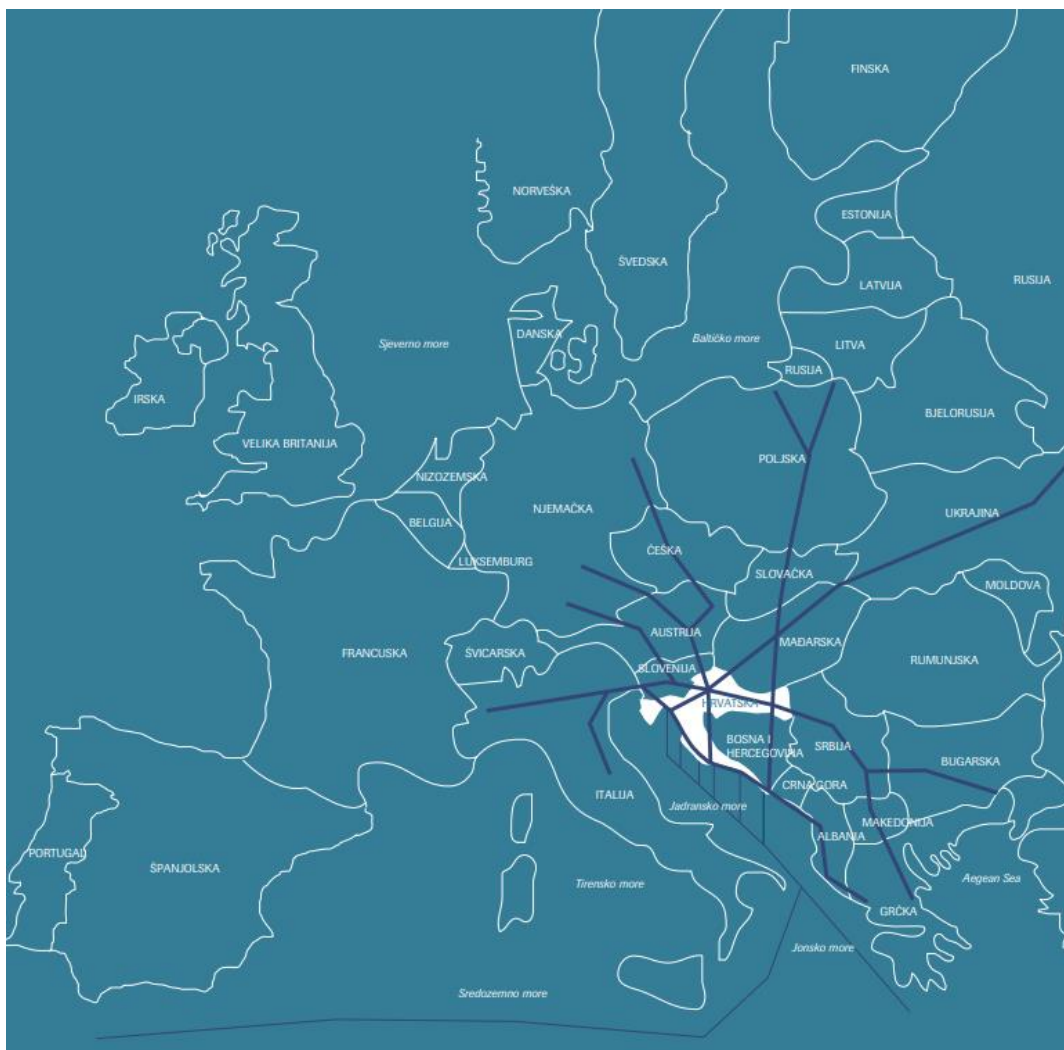 FINSKA
NORVEŠKA
ESTONIJA
ŠVEDSKA
RUSIJA
LATVIJA
DANSKA
Sjeverno more
Baltičko more
LITVA
RUSIJA
IRSKA
BJELORUSIJA
VELIKA BRITANIJA
POLJSKA
NIZOZEMSKA
NJEMAČKA
UKRAJINA
BELGIJA
ČEŠKA
LUKSEMBURG
SLOVAČKA
MOLDOVA
AUSTRIJA
MAĐARSKA
FRANCUSKA
ŠVICARSKA
RUMUNJSKA
SLOVENIJA
HRVATSKA
BOSNA I
HERCEGOVINA
SRBIJA
BUGARSKA
CRNA GORA
ITALIJA
Jadransko more
MAKEDONIJA
ALBANIA
PORTUGAL
ŠPANJOLSKA
Tirensko more
Aegean Sea
GRČKA
Jonsko more
Sredozemno more